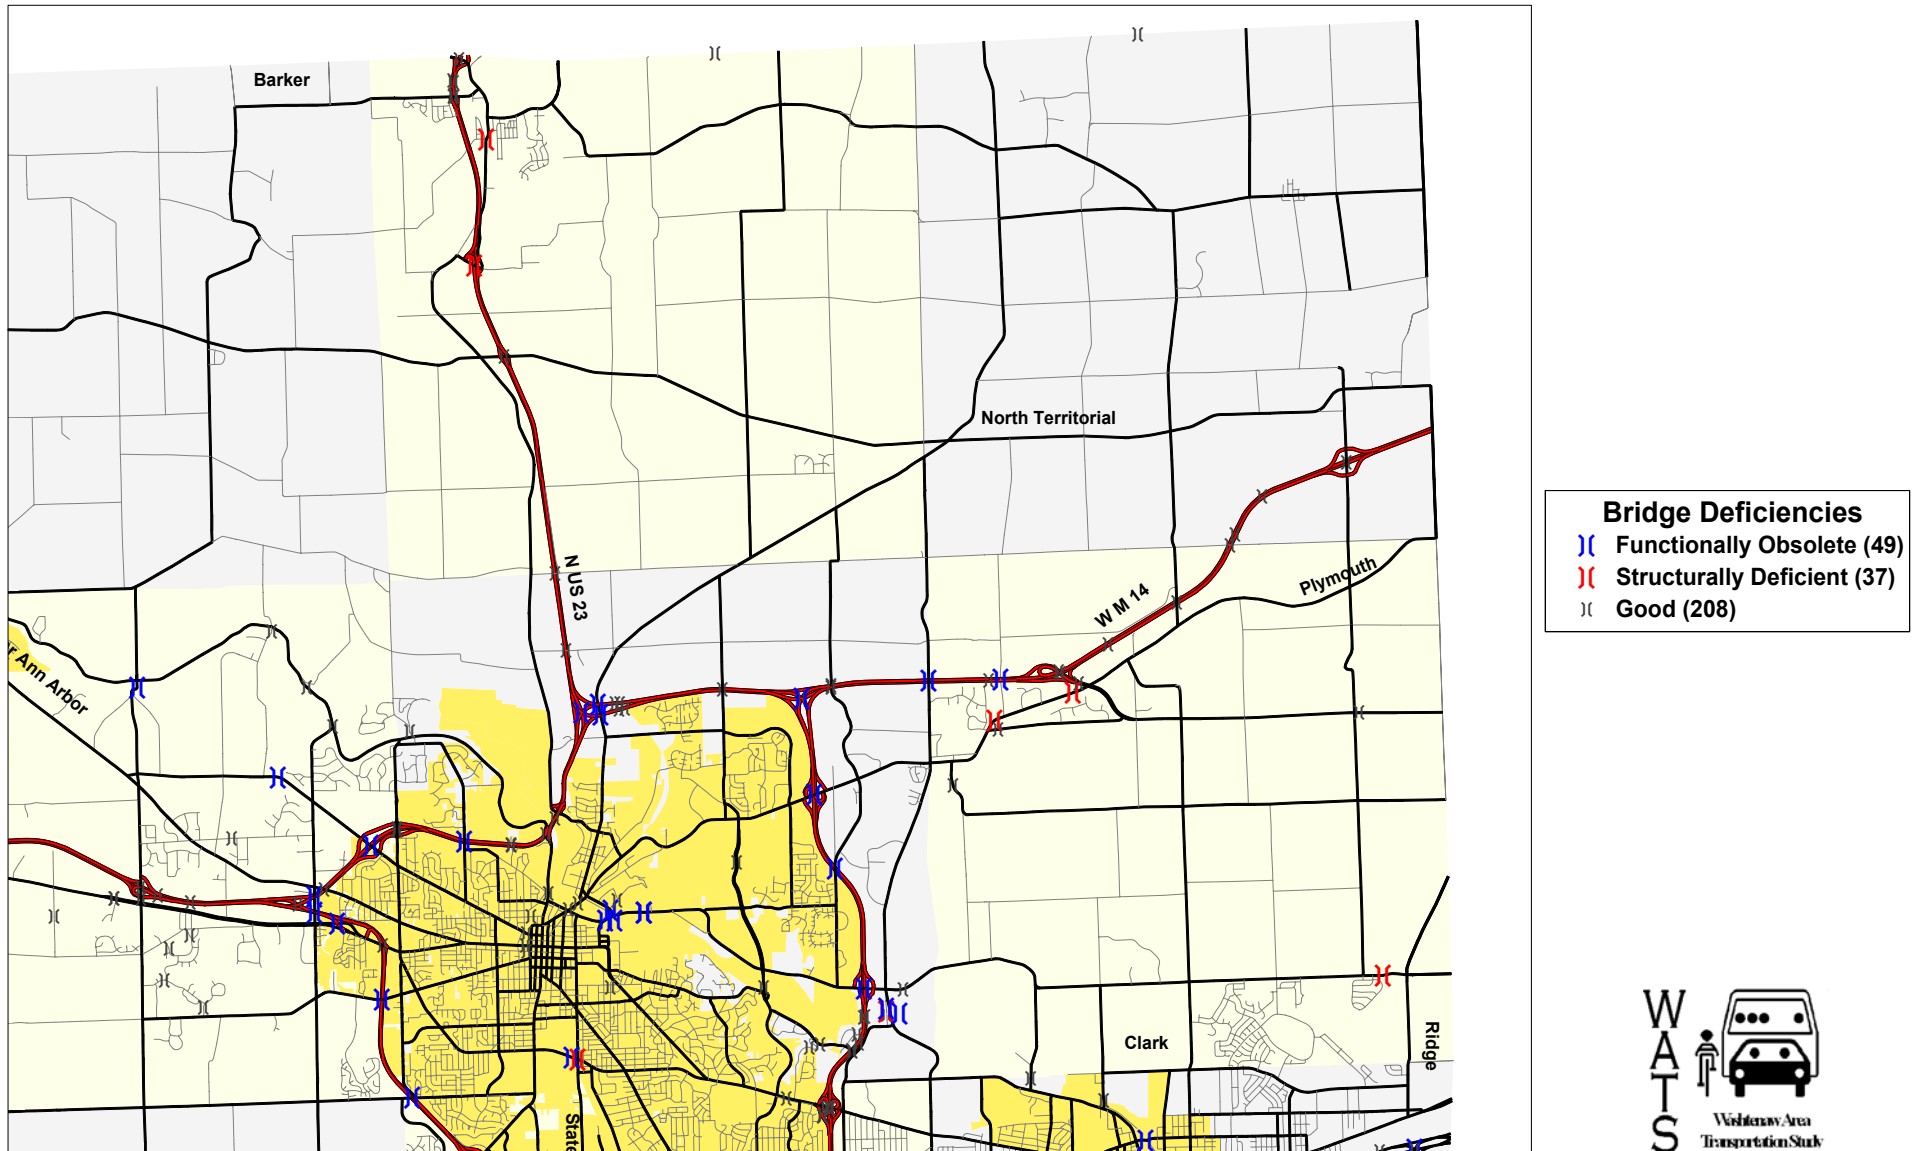 Barker
North Territorial
N US 23
W M 14
Plymouth
r Ann Arbor
Clark
Ridge
State
Bridge Deficiencies
Functionally Obsolete (49)
Structurally Deficient (37)
Good (208)
WATS
Washtenaw Area
Transportation Study